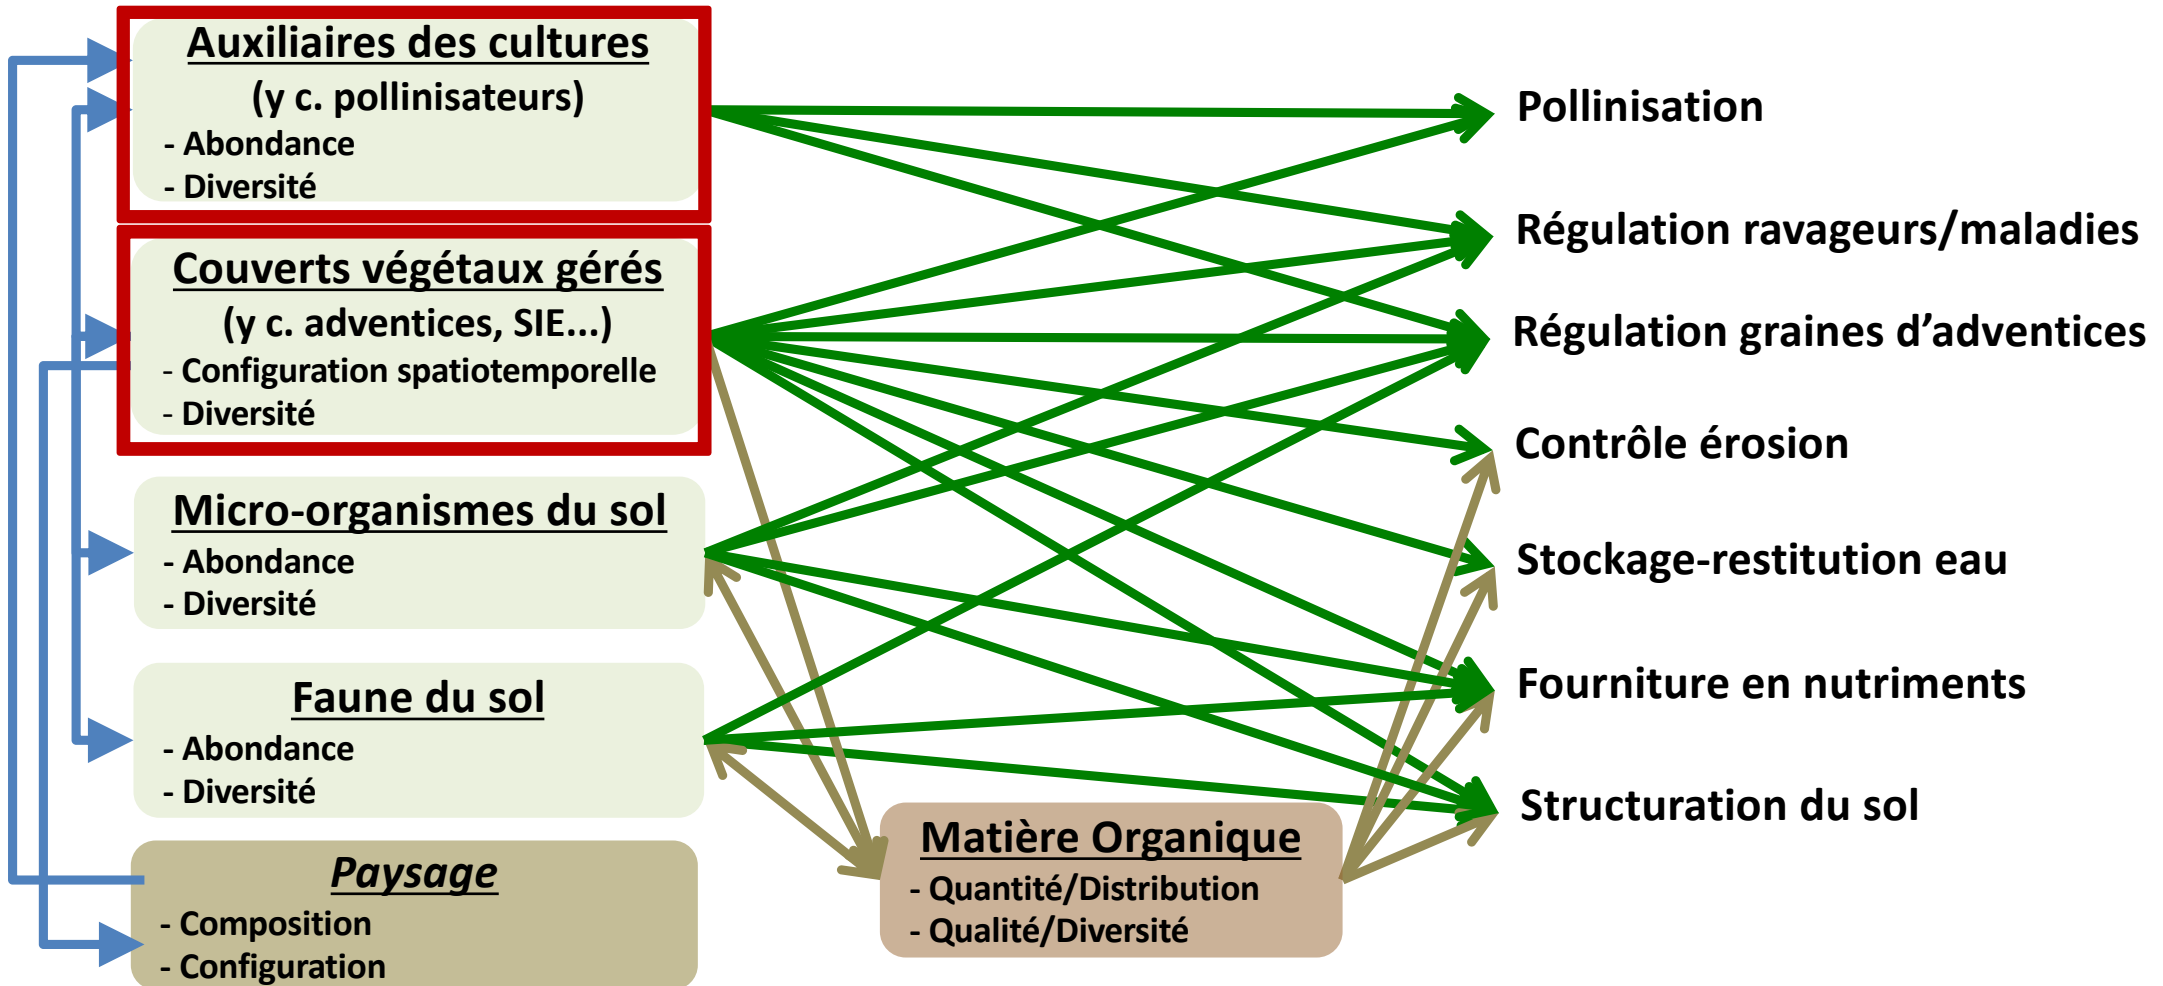 Auxiliaires des cultures
(y c. pollinisateurs)
- Abondance
- Diversité
Couverts végétaux gérés
(y c. adventices, SIE...)
- Configuration spatiotemporelle
- Diversité
Micro-organismes du sol
- Abondance
- Diversité
Faune du sol
- Abondance
- Diversité
Paysage
- Composition
- Configuration
Matière Organique
- Quantité/Distribution
- Qualité/Diversité
Pollinisation
Régulation ravageurs/maladies
Régulation graines d’adventices
Contrôle érosion
Stockage-restitution eau
Fourniture en nutriments
Structuration du sol